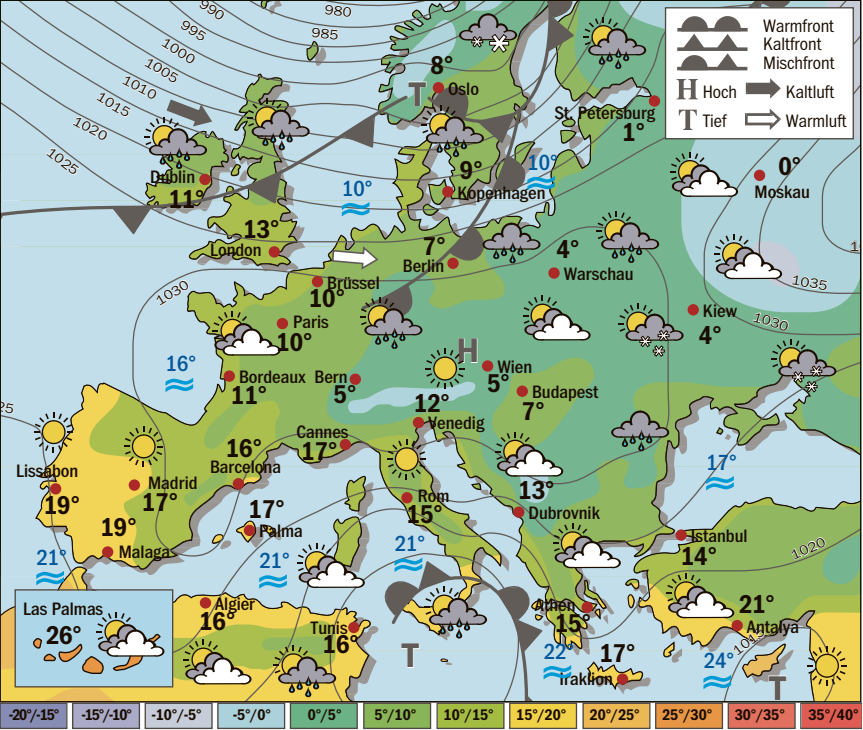 990
980
995
985
1000
1005
1010
1015
1020
1025
Warmfront
Kaltfront
Mischfront
H Hoch
Kaltluft
T Tief
Warmluft
8°
T
Oslo
St. Petersburg
1°
Dublin
11°
10°
9°
Kopenhagen
10°
0°
Moskau
13°
London
7°
Berlin
4°
Warschau
1035
1030
Brüssel
10°
1030
Kiew
4°
Paris
10°
16°
H
Wien
5°
Bordeaux
11°
Bern
5°
Budapest
7°
25
12°
Venedig
Cannes
17°
16°
Barcelona
Lissabon
19°
Madrid
17°
17°
Rom
15°
13°
Dubrovnik
19°
Malaga
17°
Palma
Istanbul
14°
21°
21°
21°
1020
Las Palmas
26°
Algier
16°
Tunis
16°
T
Athen
15°
21°
Antalya
22°
17°
Iraklion
24°
T
-20°/-15°
-15°/-10°
-10°/-5°
-5°/0°
0°/5°
5°/10°
10°/15°
15°/20°
20°/25°
25°/30°
30°/35°
35°/40°